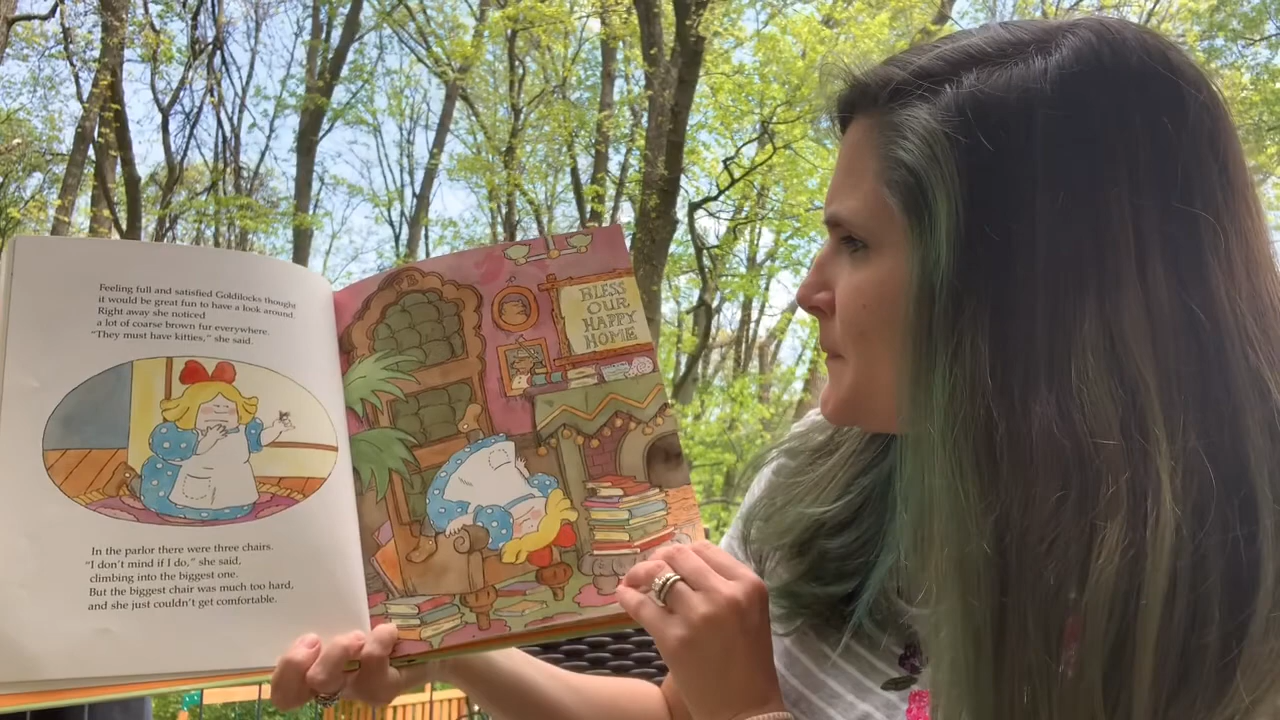 Feeling full and satisfied Goldilocks thought
it would be great fun to have a look around.
Right away she noticed
a lot of coarse brown fur everywhere.
"They must have kitties," she said.
In the parlor there were three chairs.
"I don't mind if I do," she said,
climbing into the biggest one.
But the biggest chair was much too hard,
and she just couldn't get comfortable.
PB
BLESS
OUR
HAPPY
HOME